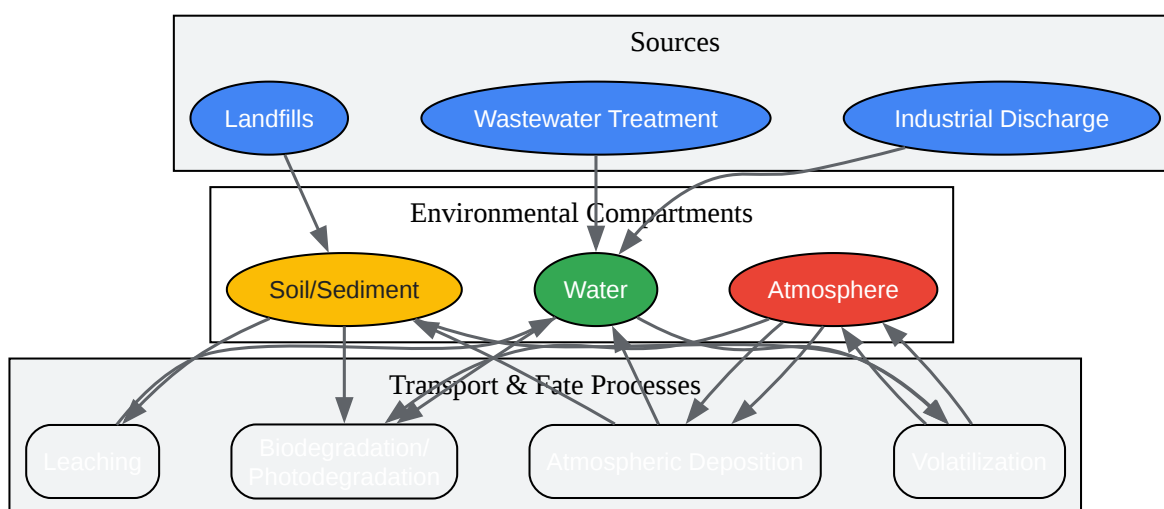 Sources
Landfills
Wastewater Treatment
Industrial Discharge
Environmental Compartments
Soil/Sediment
Water
Atmosphere
Transport & Fate Processes
Leaching
Biodegradation/
Photodegradation
Atmospheric Deposition
Volatilization